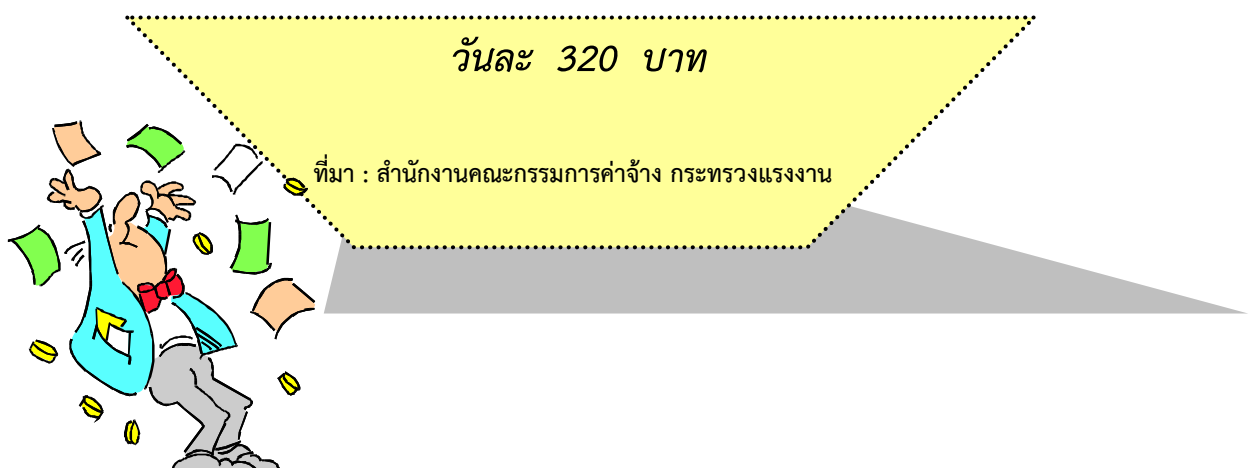 วันละ 320 บาท
ที่มา : สำนักงานคณะกรรมการค่าจ้าง กระทรวงแรงงาน